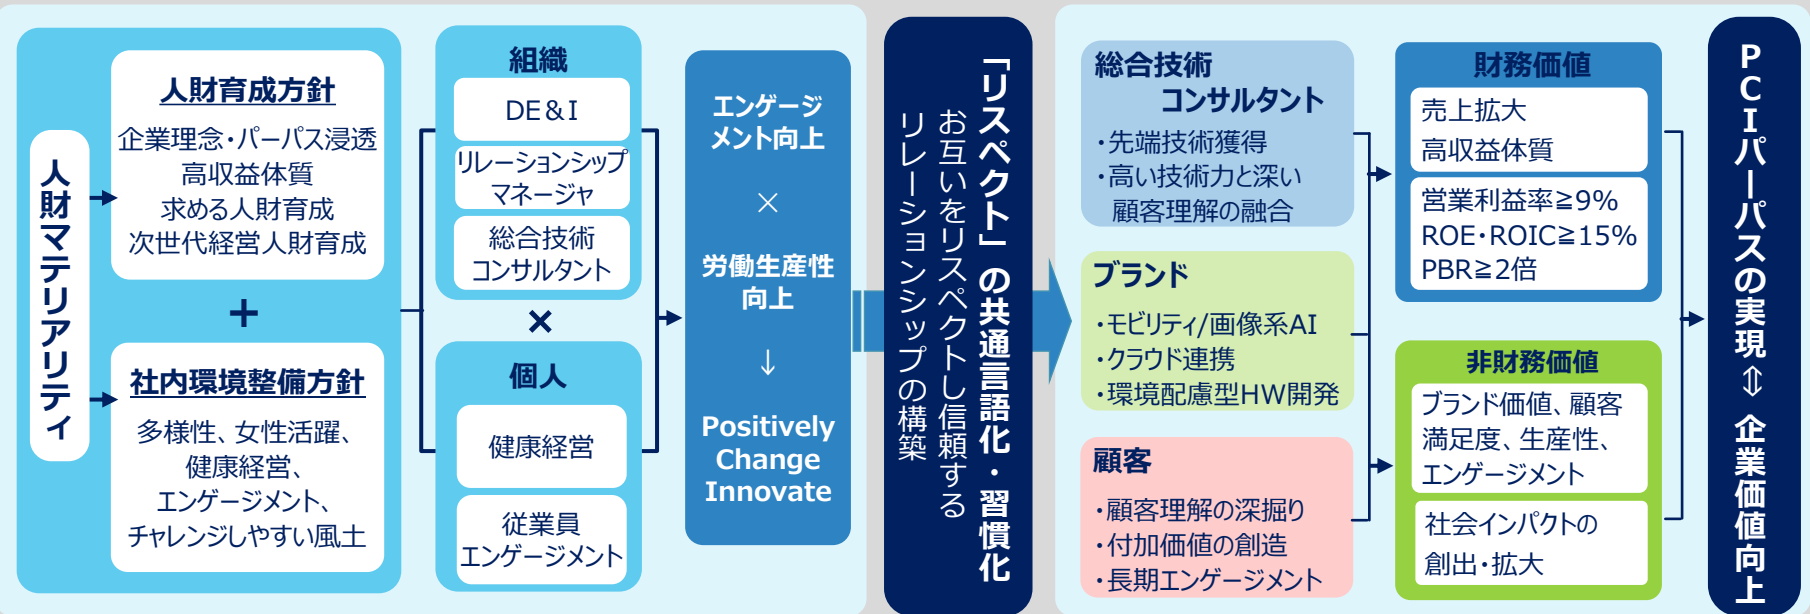 人財マテリアリティ
人財育成方針
企業理念・パーパス浸透
高収益体質
求める人財育成
次世代経営人財育成
+
社内環境整備方針
多様性、女性活躍、
健康経営、
エンゲージメント、
チャレンジしやすい風土
組織
DE&I
リレーションシップ
マネージャ
総合技術
コンサルタント
×
個人
健康経営
従業員
エンゲージメント
エンゲージ
メント向上
×
労働生産性
向上
↓
Positively
Change
Innovate
「リスペクト」の共通言語化・習慣化
お互いをリスペクトし信頼する
リレーションシップの構築
総合技術
コンサルタント
・先端技術獲得
・高い技術力と深い
顧客理解の融合
ブランド
・モビリティ/画像系AI
・クラウド連携
・環境配慮型HW開発
顧客
・顧客理解の深掘り
・付加価値の創造
・長期エンゲージメント
財務価値
売上拡大
高収益体質
営業利益率≧9%
ROE・ROIC≧15%
PBR≧2倍
非財務価値
ブランド価値、顧客
満足度、生産性、
エンゲージメント
社会インパクトの
創出・拡大
PCIパーパスの実現⇕企業価値向上